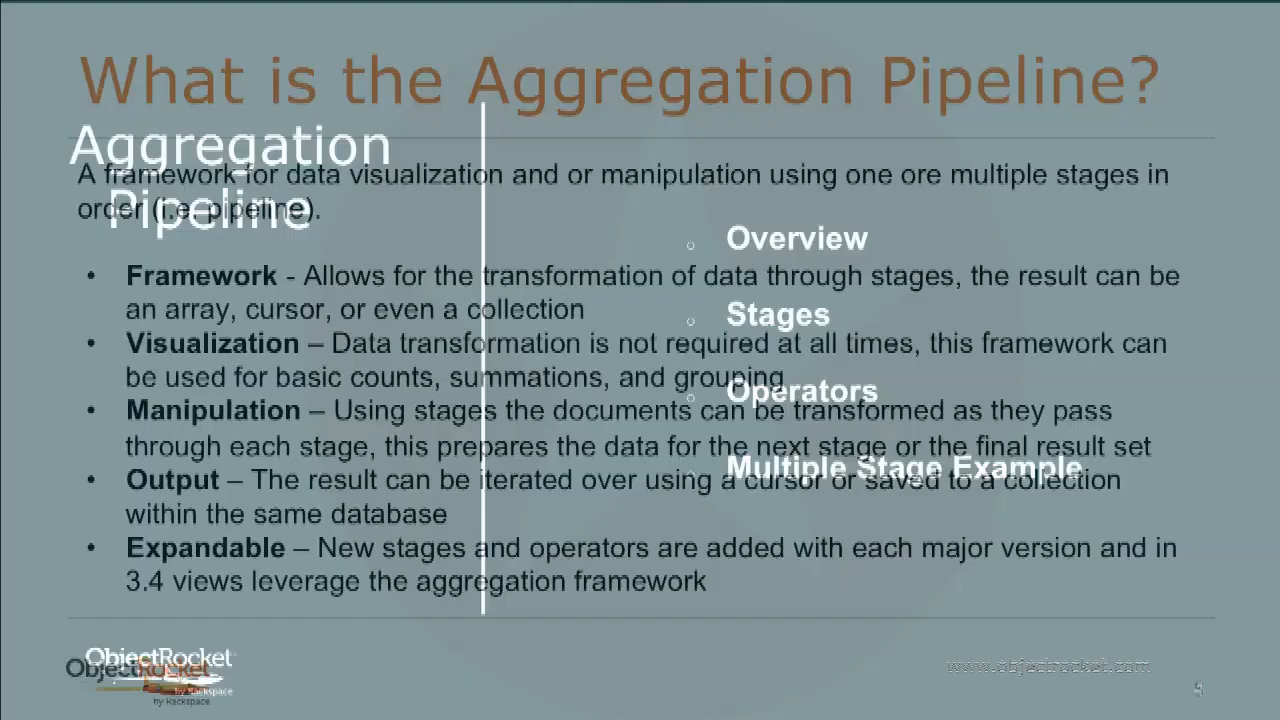 What is the Aggregation Pipeline?
Aggregation
Pipeline
A framework for data visualization and or manipulation using one ore multiple stages in
order (i.e. pipeline).
Overview
Stages
Operators
Multiple Stage Example
• Framework - Allows for the transformation of data through stages, the result can be
an array, cursor, or even a collection
• Visualization – Data transformation is not required at all times, this framework can
be used for basic counts, summations, and grouping
• Manipulation – Using stages the documents can be transformed as they pass
through each stage, this prepares the data for the next stage or the final result set
• Output – The result can be iterated over using a cursor or saved to a collection
within the same database
• Expandable – New stages and operators are added with each major version and in
3.4 views leverage the aggregation framework
ObjectRocket
by Rackspace
ObjectRocket
by Rackspace
www.objectrocket.com